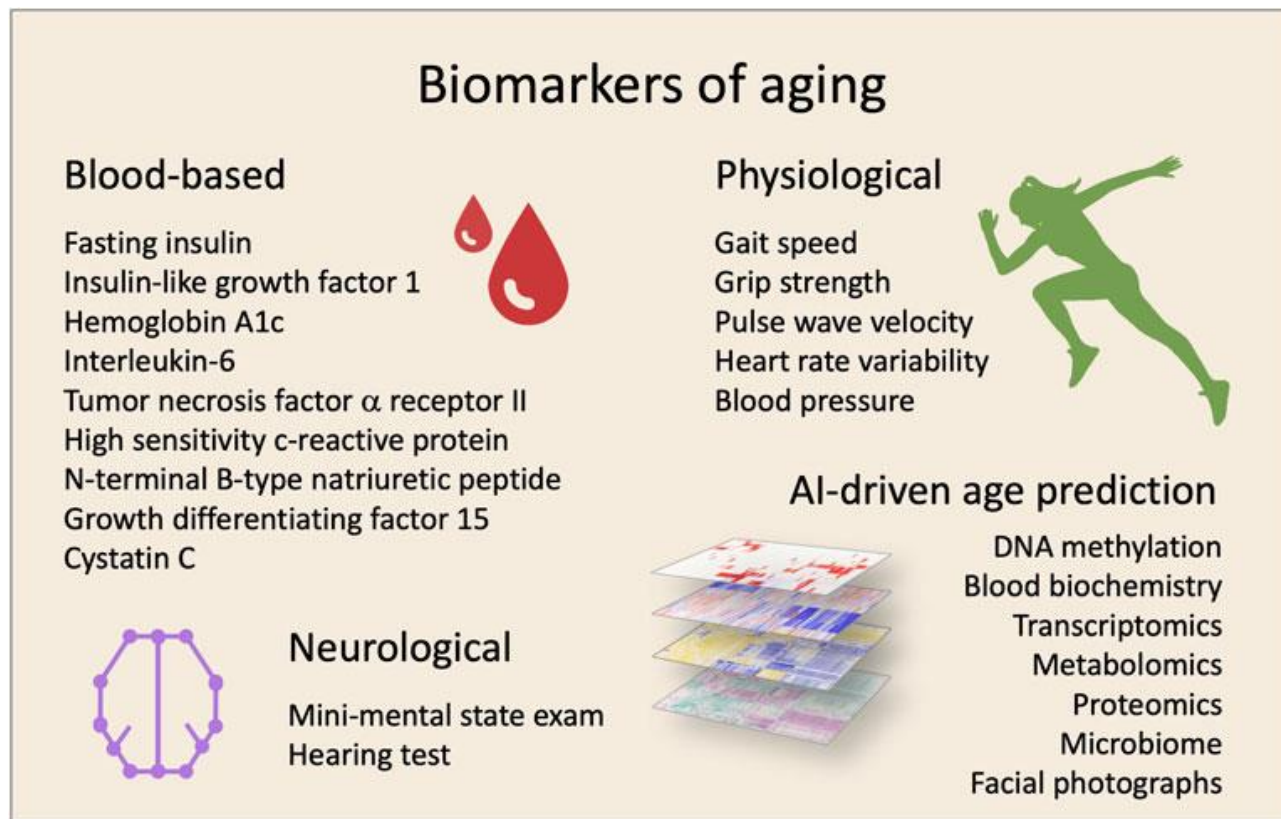 Biomarkers of aging
Blood-based
Fasting insulin
Insulin-like growth factor 1
Hemoglobin A1c
Interleukin-6
Tumor necrosis factor α receptor II
High sensitivity c-reactive protein
N-terminal B-type natriuretic peptide
Growth differentiating factor 15
Cystatin C
Physiological
Gait speed
Grip strength
Pulse wave velocity
Heart rate variability
Blood pressure
Neurological
Mini-mental state exam
Hearing test
AI-driven age prediction
DNA methylation
Blood biochemistry
Transcriptomics
Metabolomics
Proteomics
Microbiome
Facial photographs